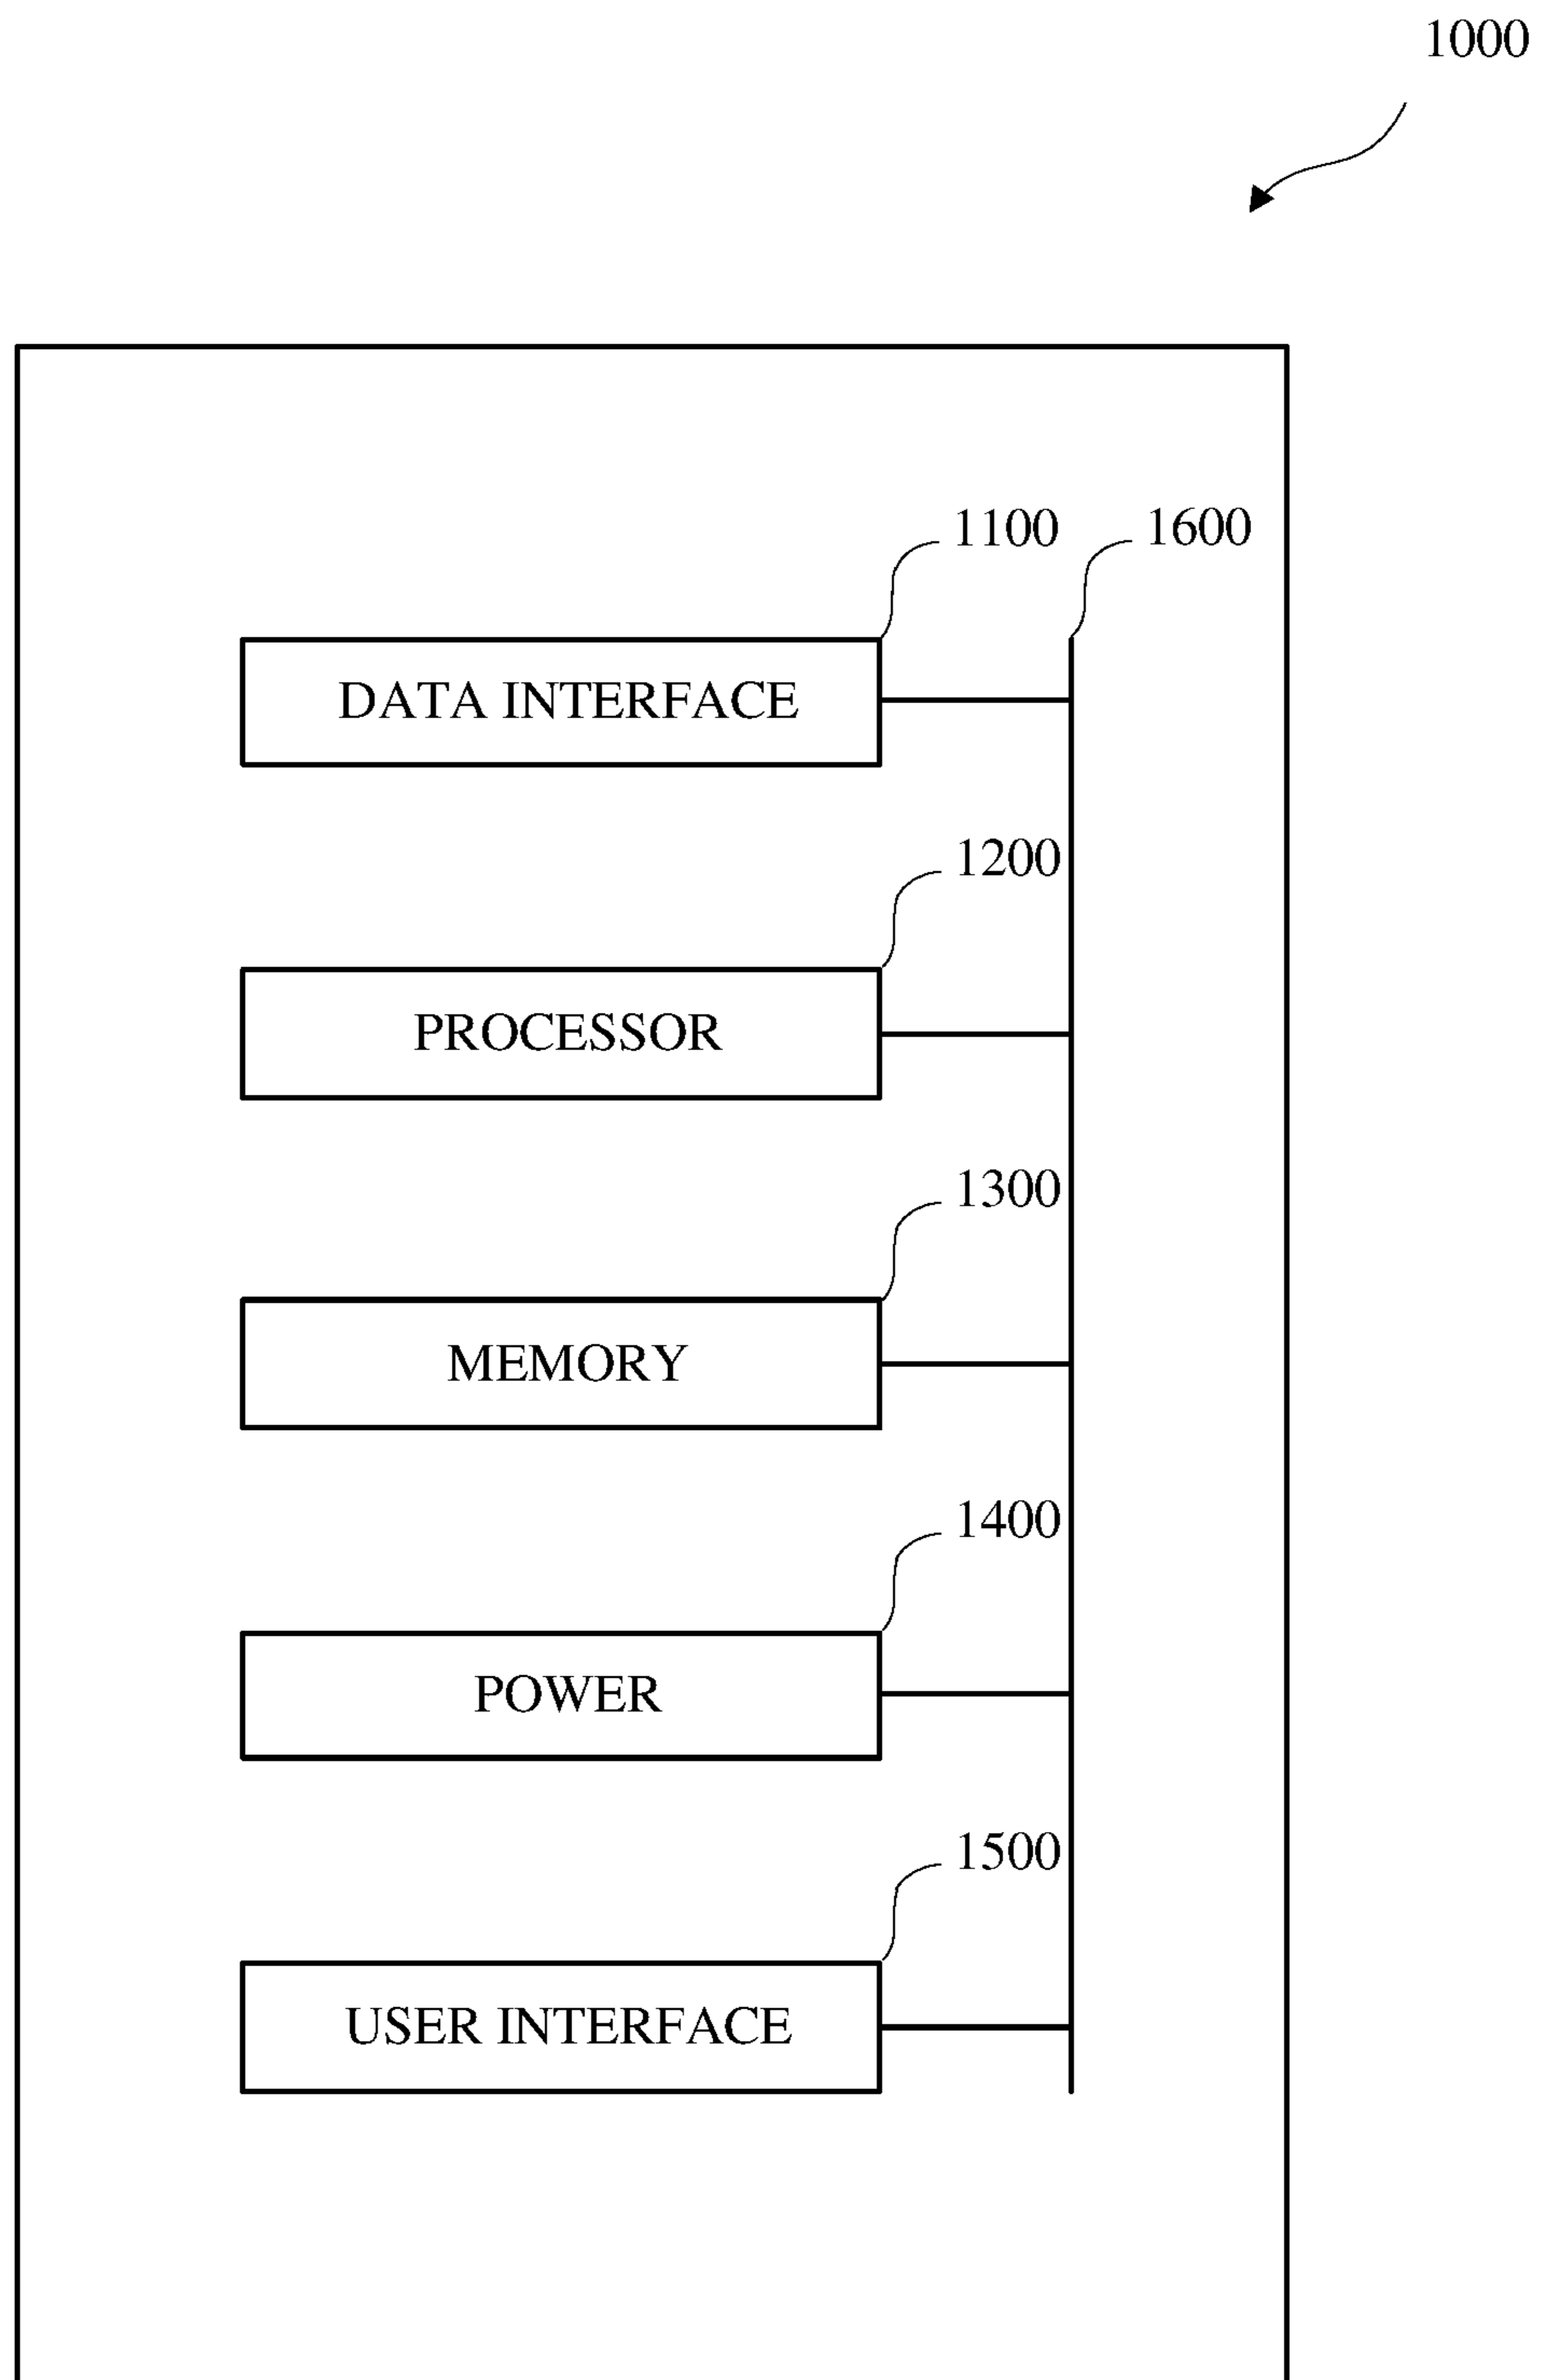 1000
1100
1600
DATA INTERFACE
1200
PROCESSOR
1300
MEMORY
1400
POWER
1500
USER INTERFACE